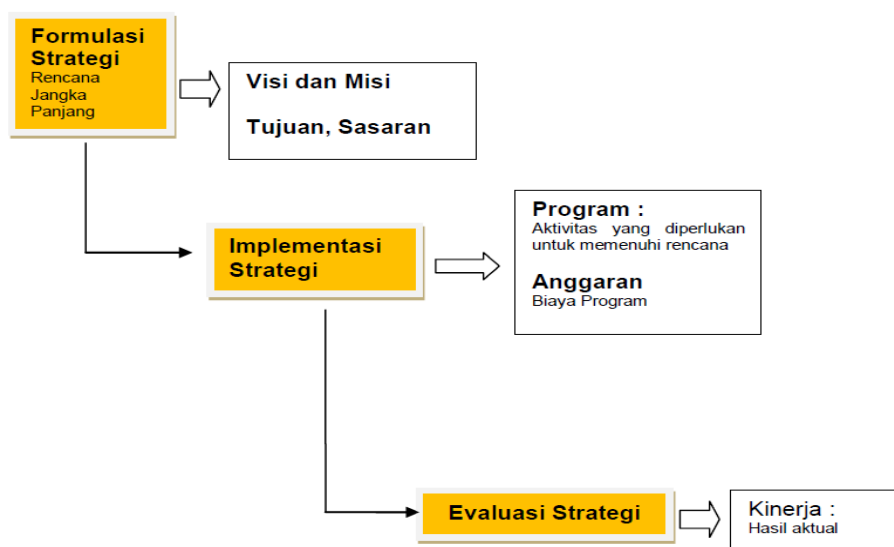 Formulasi
Strategi
Rencana
Jangka
Panjang
Visi dan Misi
Tujuan, Sasaran
Implementasi
Strategi
Program :
Aktivitas yang diperlukan
untuk memenuhi rencana
Anggaran
Biaya Program
Evaluasi Strategi
Kinerja :
Hasil aktual